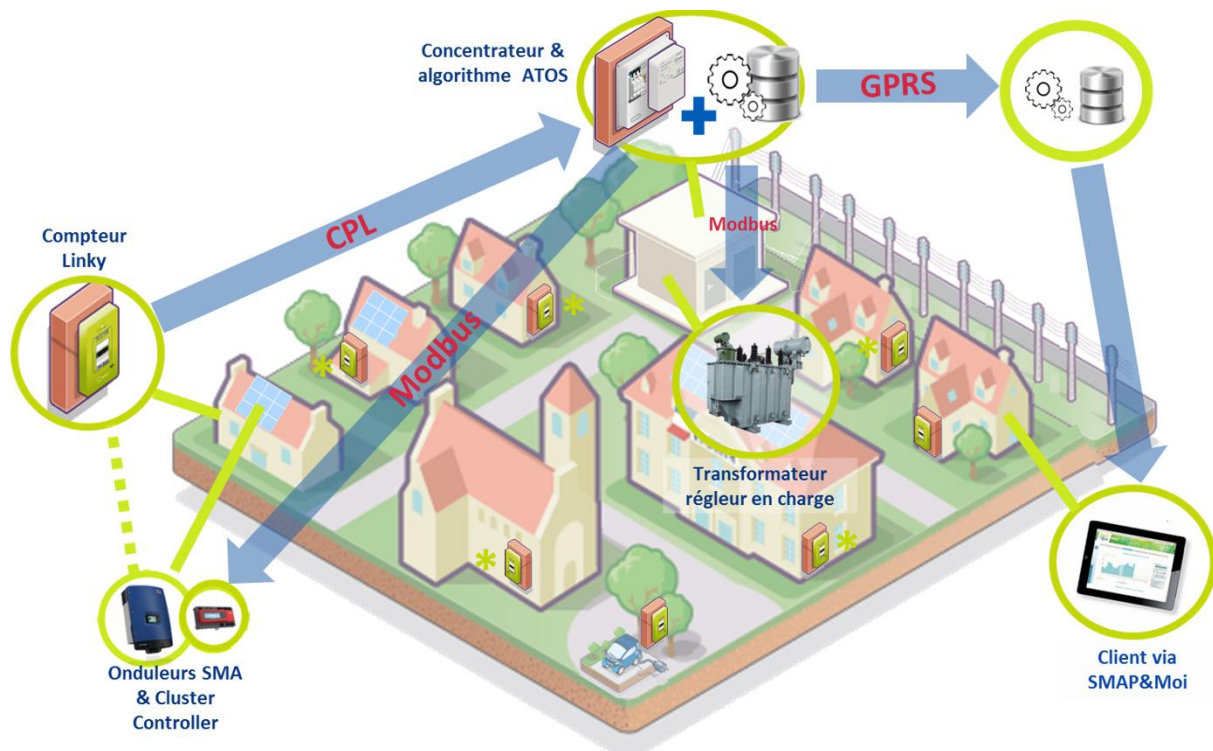 Concentrateur &
algorithme ATOS
GPRS
CPL
Modbus
Modbus
Compteur
Linky
Transformateur
régleur en charge
Onduleurs SMA
& Cluster
Controller
Client via
SMAP&Moi